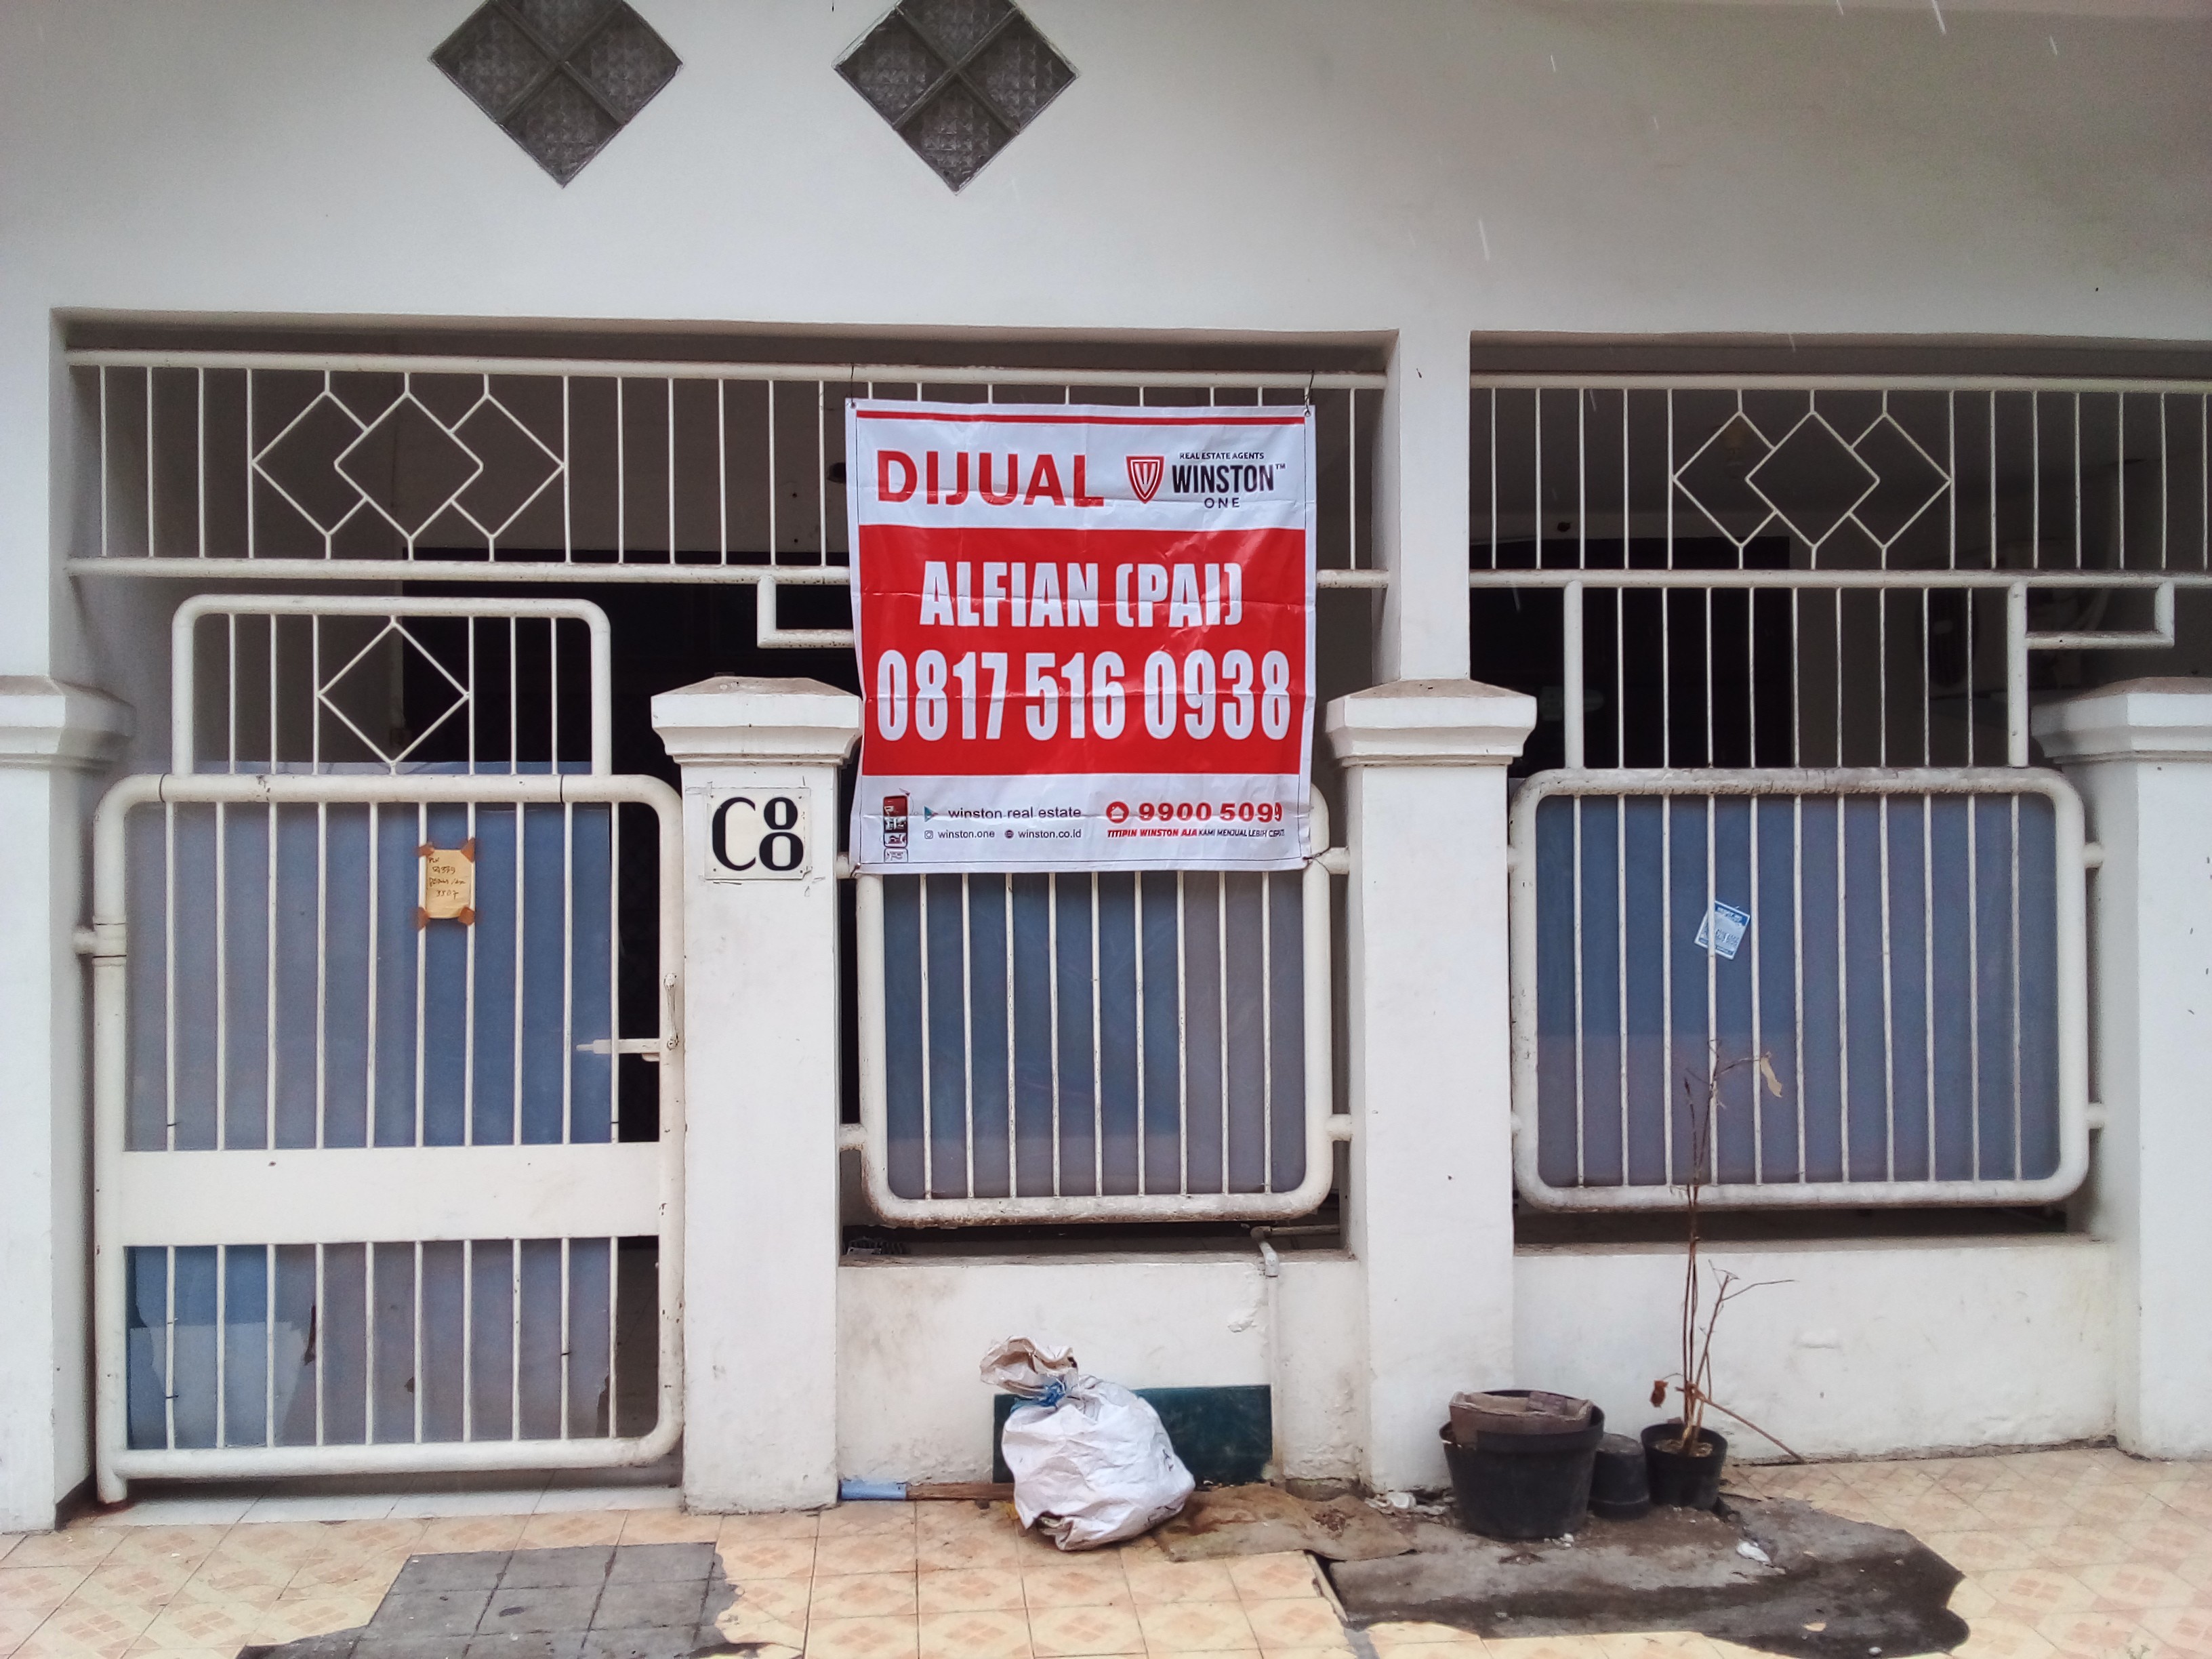 DIJUAL
REAL ESTATE AGENTS
WINSTON™
ONE
ALFIAN (PAI)
0817 516 0938
winston real estate
9900 5099
winston.one
winston.co.id
TITIPIN WINSTON AJA KAMI MENJUAL LEBIH CEPAT
C8